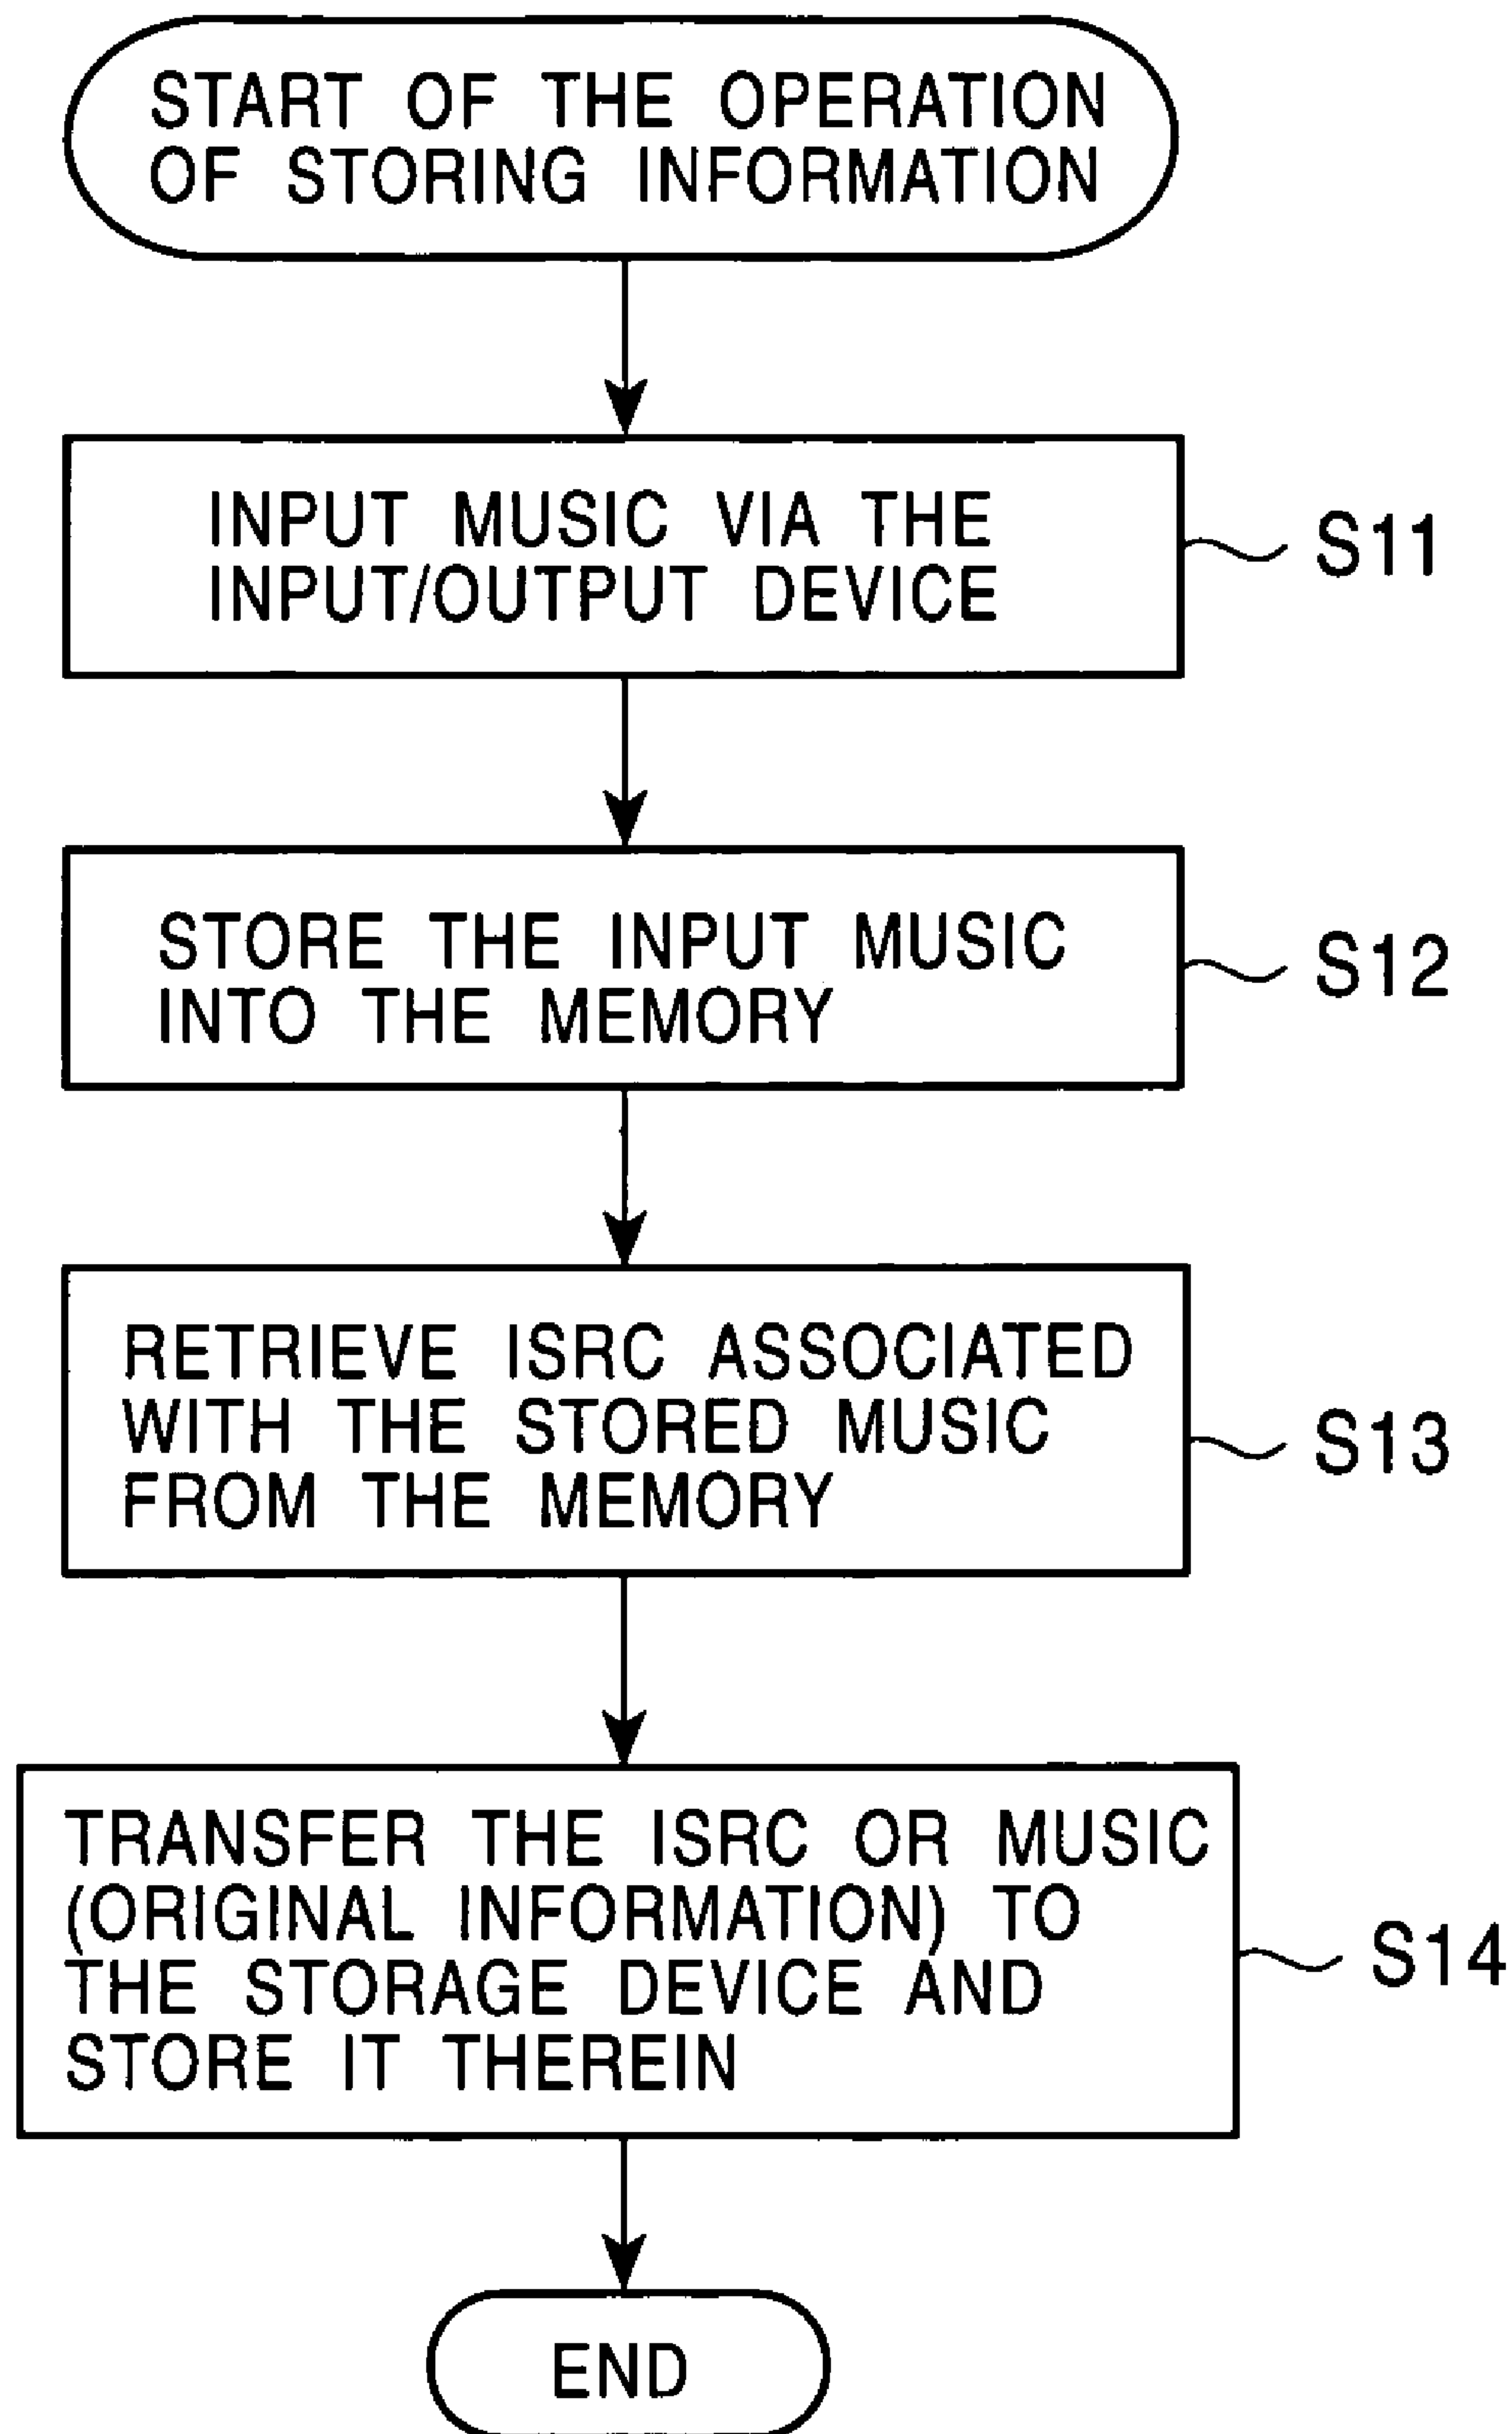 START OF THE OPERATION
OF STORING INFORMATION
INPUT MUSIC VIA THE
INPUT/OUTPUT DEVICE
S11
STORE THE INPUT MUSIC
INTO THE MEMORY
S12
RETRIEVE ISRC ASSOCIATED
WITH THE STORED MUSIC
FROM THE MEMORY
S13
TRANSFER THE ISRC OR MUSIC
(ORIGINAL INFORMATION) TO
THE STORAGE DEVICE AND
STORE IT THEREIN
S14
END